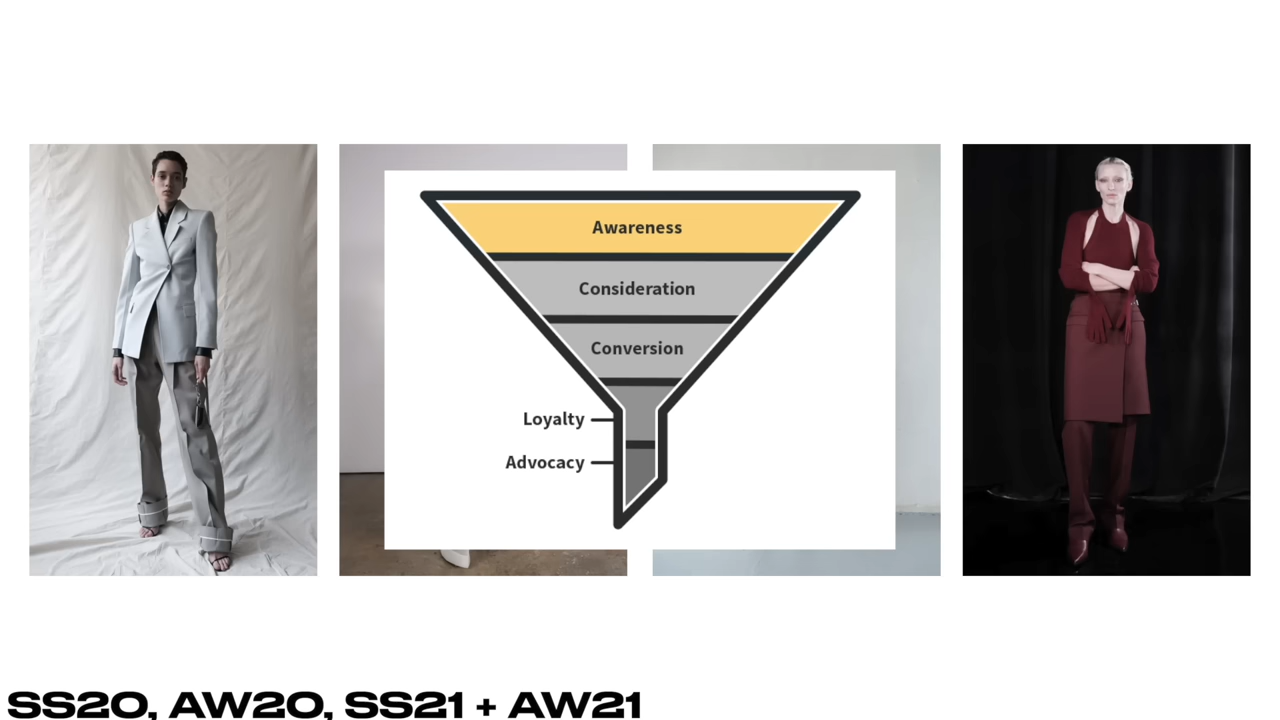 Awareness
Consideration
Conversion
Loyalty
Advocacy
SS20, AW20, SS21 + AW21